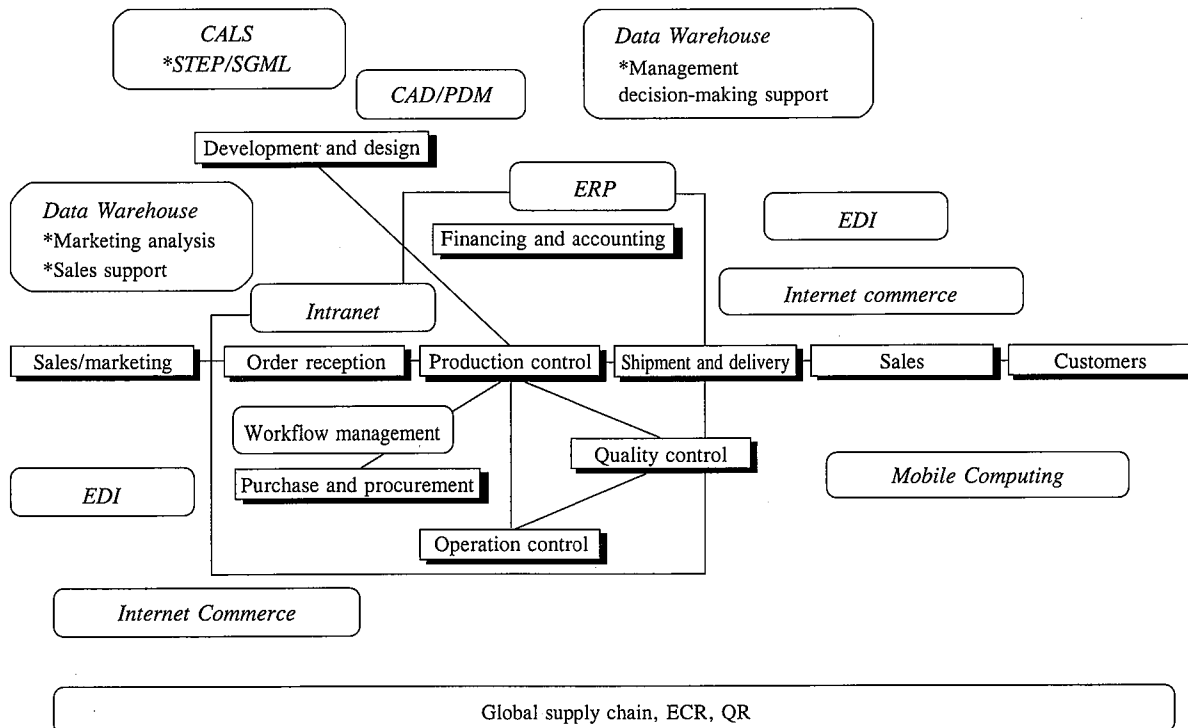 CALS
*STEP/SGML
Data Warehouse
*Management
decision-making support
CAD/PDM
Development and design
ERP
Data Warehouse
*Marketing analysis
*Sales support
EDI
Financing and accounting
Internet commerce
Intranet
Sales/marketing
Order reception
Production control
Shipment and delivery
Sales
Customers
Workflow management
Quality control
Mobile Computing
Purchase and procurement
EDI
Operation control
Internet Commerce
Global supply chain, ECR, QR